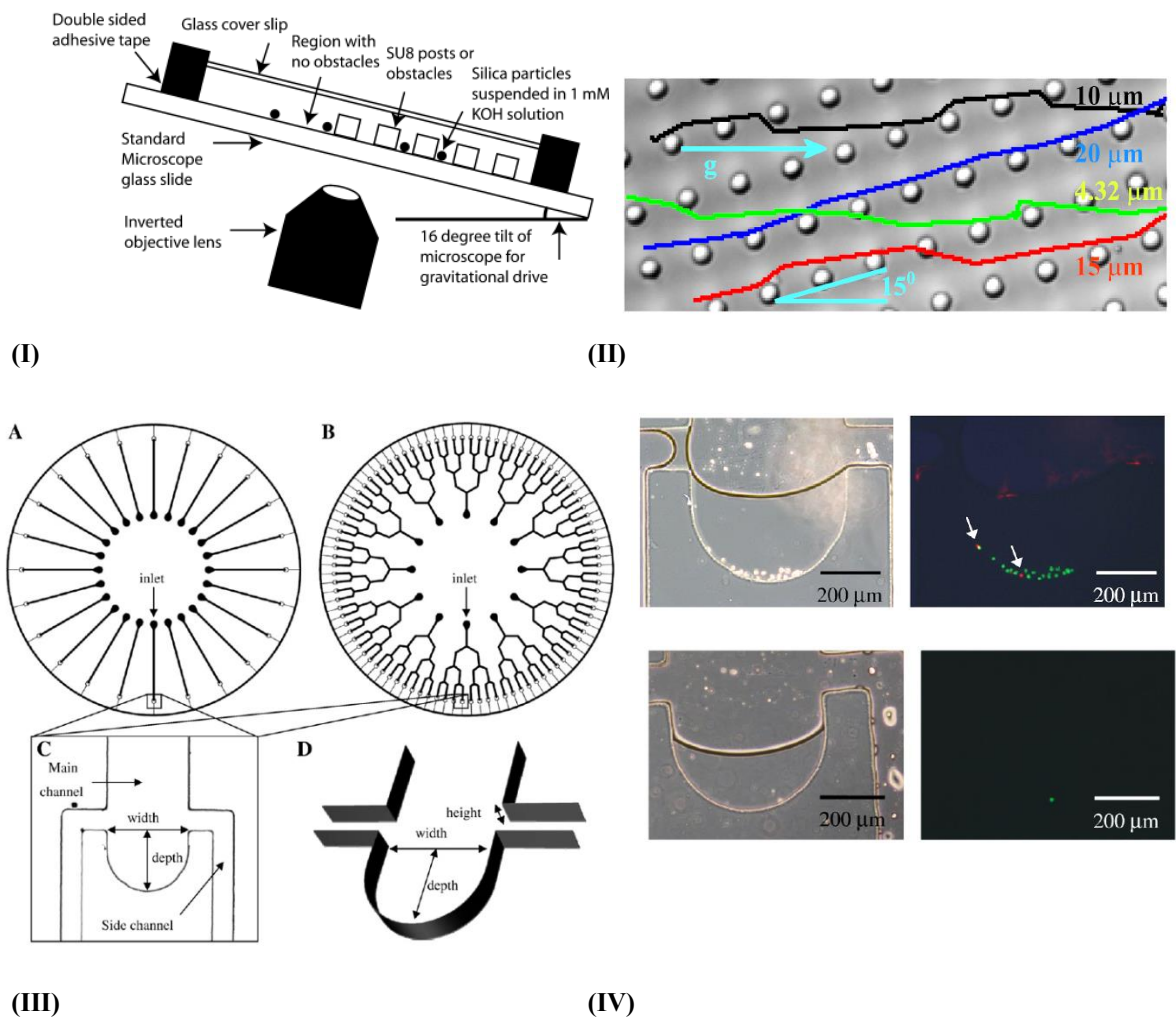 Double sided
adhesive tape
Glass cover slip
Region with
no obstacles
SU8 posts or
obstacles
Silica particles
suspended in 1 mM
KOH solution
Standard
Microscope
glass slide
Inverted
objective lens
16 degree tilt of
microscope for
gravitational drive
10 μm
g
20 μm
4.32 μm
15 μm
15⁰
(I)
(II)
A
B
inlet
inlet
C
Main
channel
width
depth
Side channel
D
height
width
depth
200 μm
200 μm
200 μm
200 μm
(III)
(IV)